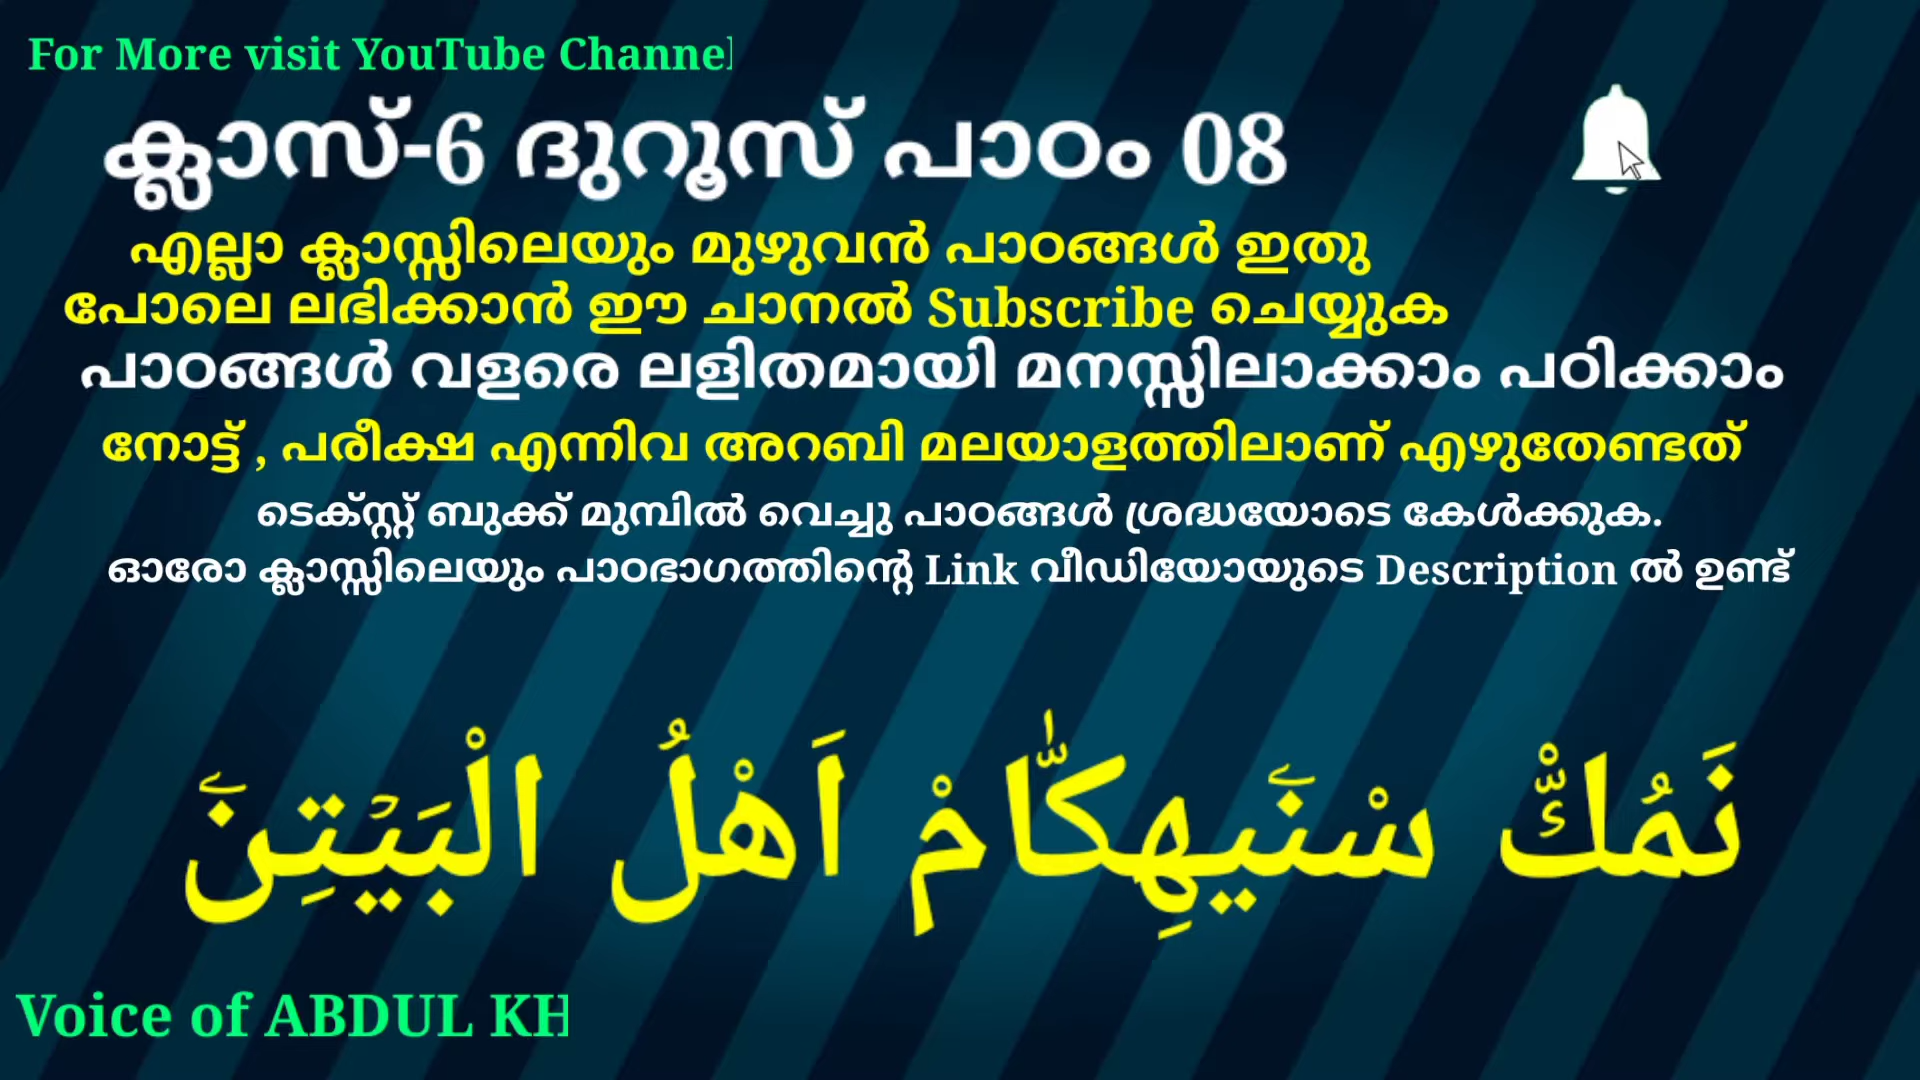 For More visit YouTube Channel
ക്ലാസ്-6 ദുറൂസ് പാഠം 08
എല്ലാ ക്ലാസ്സിലെയും മുഴുവൻ പാഠങ്ങൾ ഇതു
പോലെ ലഭിക്കാൻ ഈ ചാനൽ Subscribe ചെയ്യുക
പാഠങ്ങൾ വളരെ ലളിതമായി മനസ്സിലാക്കാം പഠിക്കാം
നോട്ട് , പരീക്ഷ എന്നിവ അറബി മലയാളത്തിലാണ് എഴുതേണ്ടത്
ടെക്സ്റ്റ് ബുക്ക് മുമ്പിൽ വെച്ചു പാഠങ്ങൾ ശ്രദ്ധയോടെ കേൾക്കുക.
ഓരോ ക്ലാസ്സിലെയും പാഠഭാഗത്തിന്റെ Link വീഡിയോയുടെ Description ൽ ഉണ്ട്
نَمُكّْ سْنَيهِكّٰامْ اَهْلُ الْبَيْتِنَ
Voice of ABDUL KH